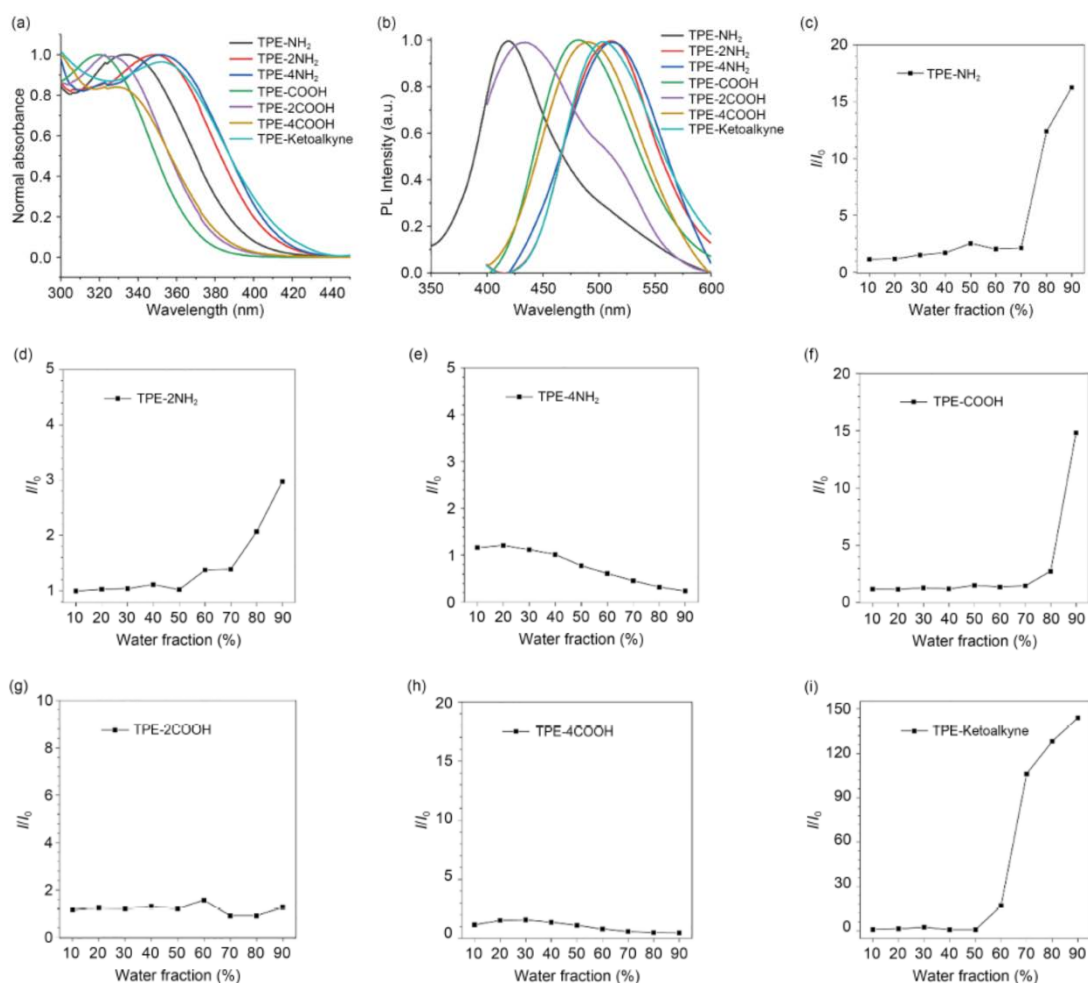 (a)
Normal absorbance
1.0
0.8
0.6
0.4
0.2
0.0
300 320 340 360 380 400 420 440
Wavelength (nm)
TPE-NH₂
TPE-2NH₂
TPE-4NH₂
TPE-COOH
TPE-2COOH
TPE-4COOH
TPE-Ketoalkyne
(b)
PL Intensity (a.u.)
1.0
0.8
0.6
0.4
0.2
0.0
350 400 450 500 550 600
Wavelength (nm)
TPE-NH₂
TPE-2NH₂
TPE-4NH₂
TPE-COOH
TPE-2COOH
TPE-4COOH
TPE-Ketoalkyne
(c)
I/I₀
20
15
10
5
0
TPE-NH₂
10 20 30 40 50 60 70 80 90
Water fraction (%)
(d)
I/I₀
5
4
3
2
1
TPE-2NH₂
10 20 30 40 50 60 70 80 90
Water fraction (%)
(e)
I/I₀
5
4
3
2
1
0
TPE-4NH₂
10 20 30 40 50 60 70 80 90
Water fraction (%)
(f)
I/I₀
20
15
10
5
0
TPE-COOH
10 20 30 40 50 60 70 80 90
Water fraction (%)
(g)
I/I₀
10
8
6
4
2
0
TPE-2COOH
10 20 30 40 50 60 70 80 90
Water fraction (%)
(h)
I/I₀
20
15
10
5
0
TPE-4COOH
10 20 30 40 50 60 70 80 90
Water fraction (%)
(i)
I/I₀
150
120
90
60
30
0
TPE-Ketoalkyne
10 20 30 40 50 60 70 80 90
Water fraction (%)